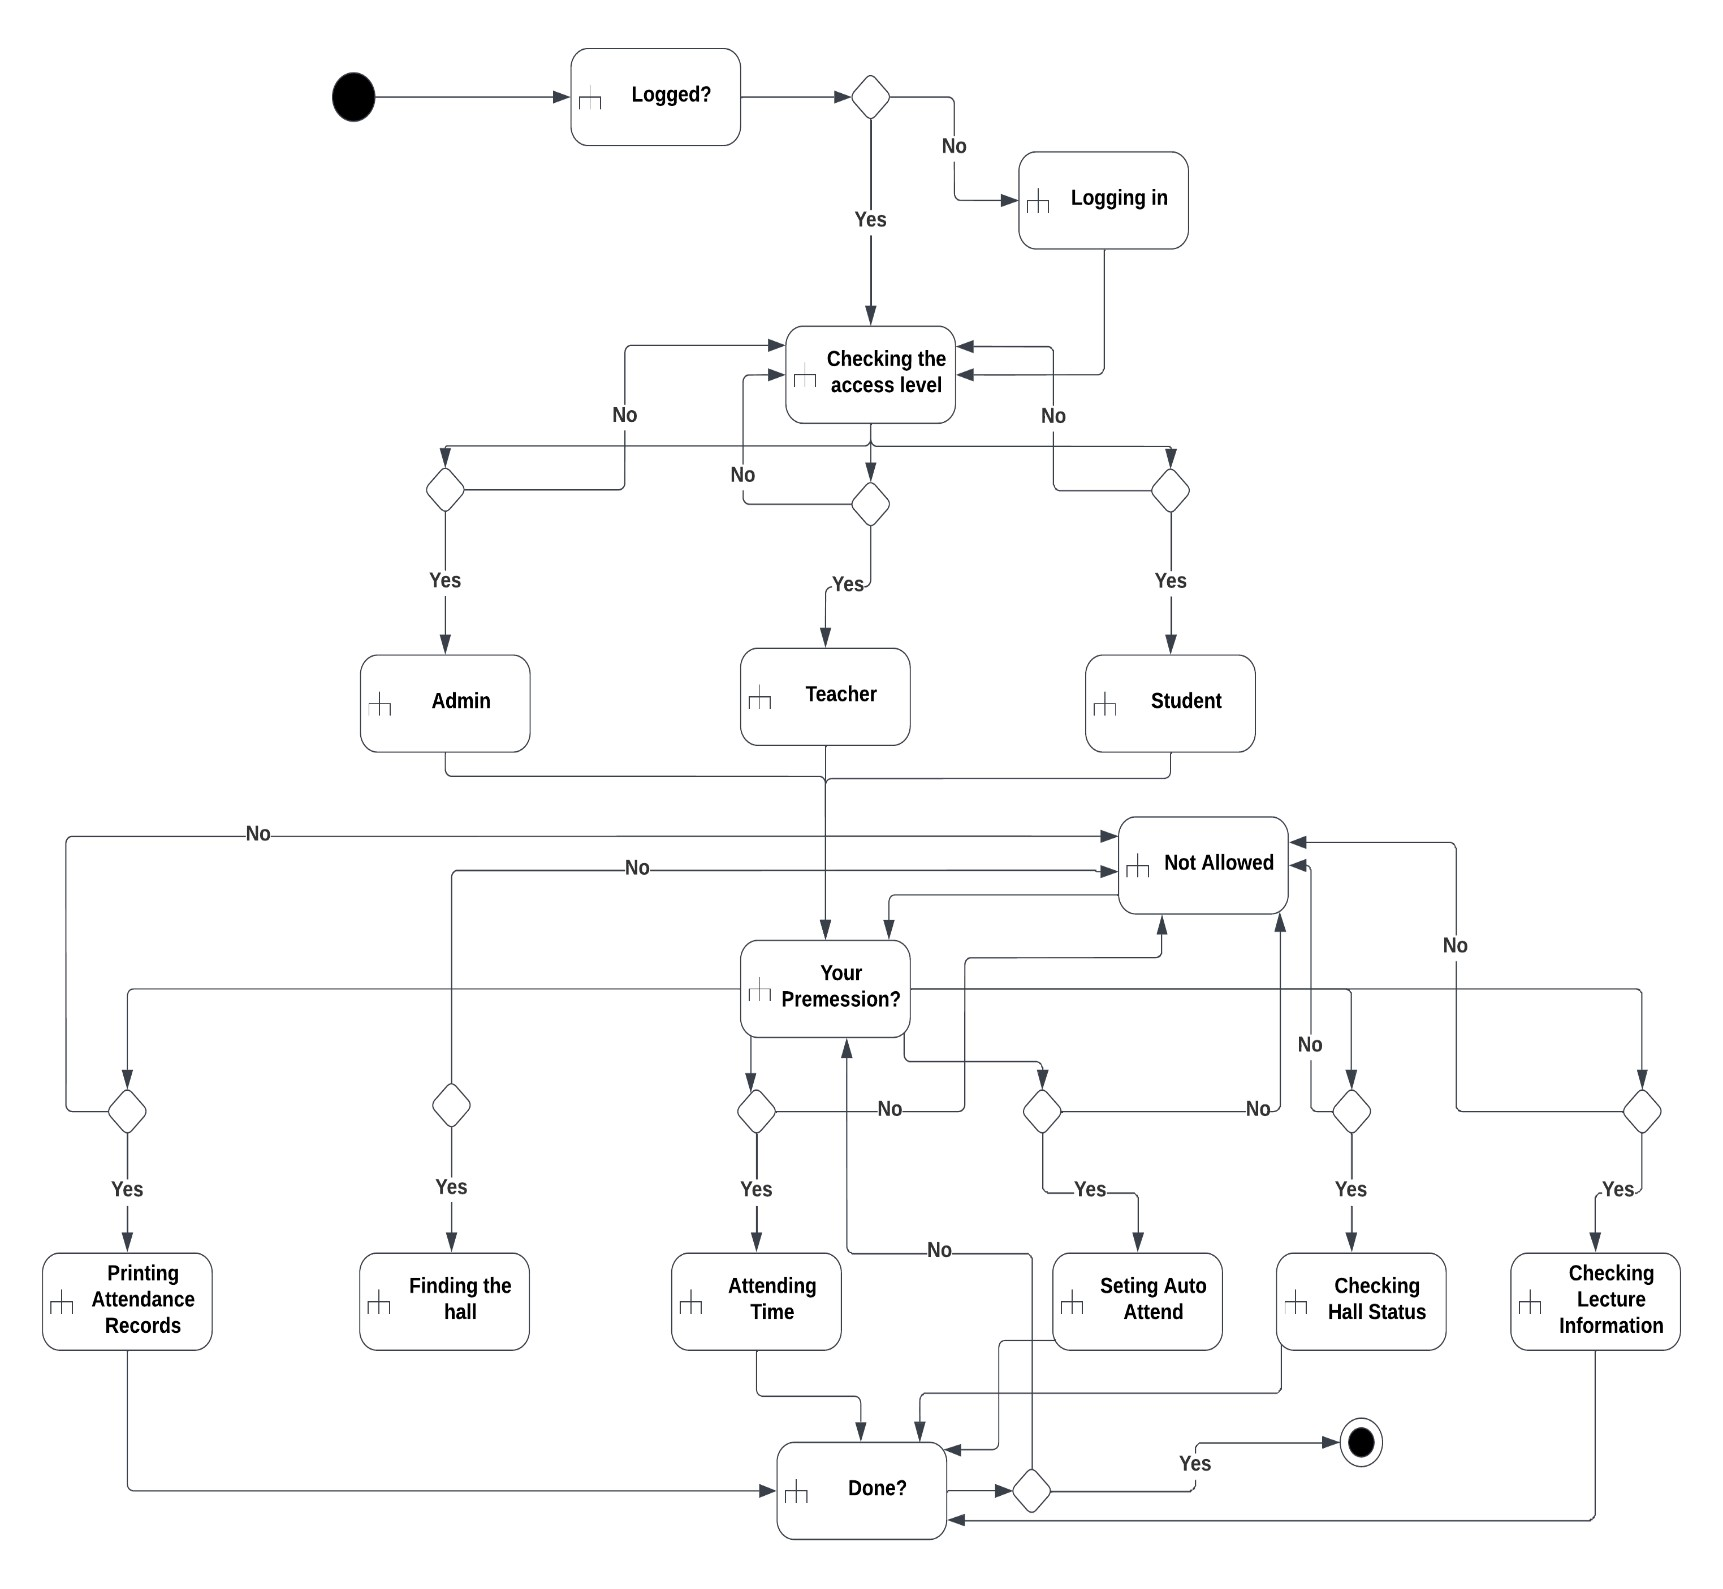 Logged?
No
Logging in
Yes
Checking the
access level
No
No
No
Yes
Yes
Yes
Admin
Teacher
Student
No
No
Not Allowed
No
Your
Premession?
No
No
No
Yes
Yes
Yes
Yes
Yes
Yes
No
Printing
Attendance
Records
Finding the
hall
Attending
Time
Seting Auto
Attend
Checking
Hall Status
Checking
Lecture
Information
Done?
Yes